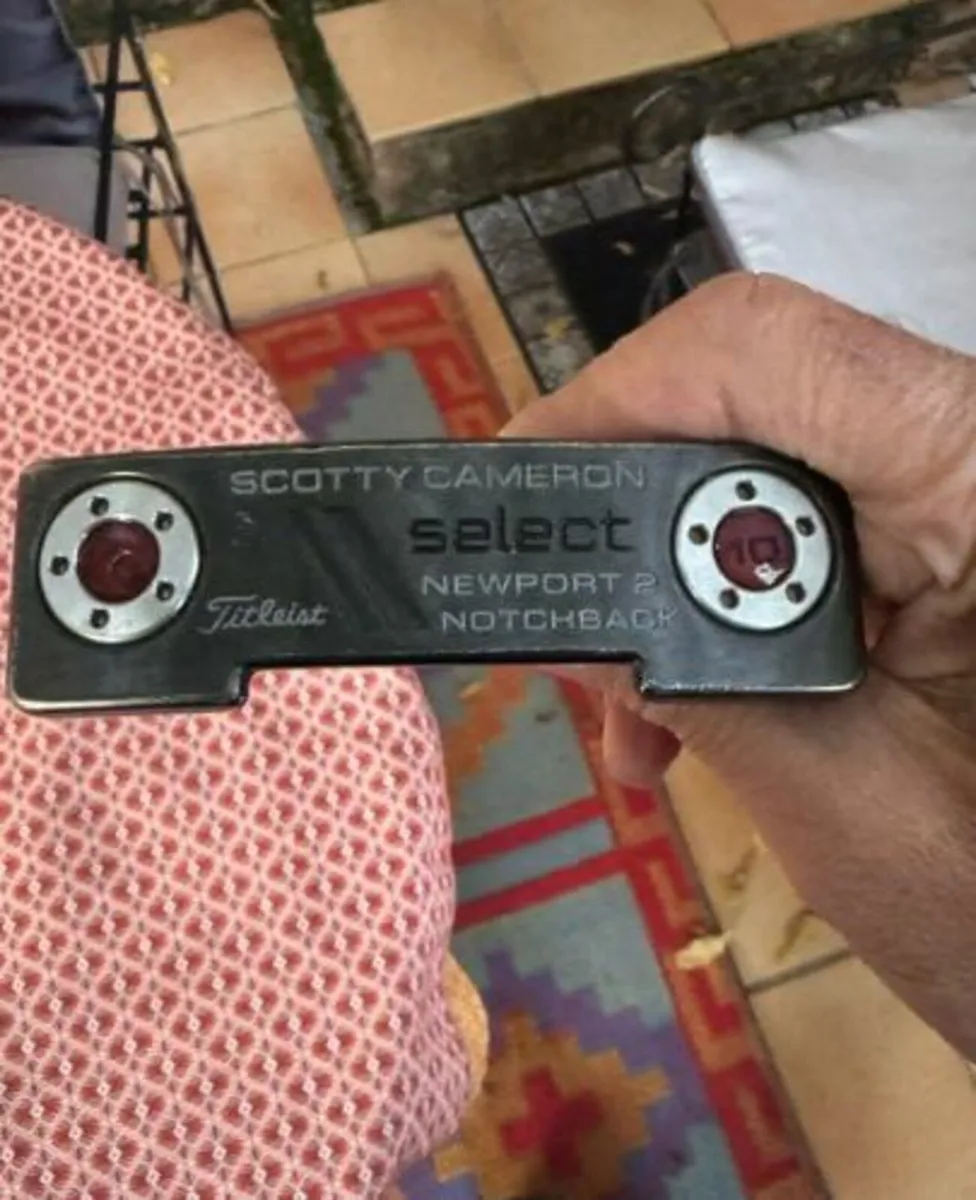 SCOTTY CAMERON
select
NEWPORT 2
NOTCHBACK
Titleist
10